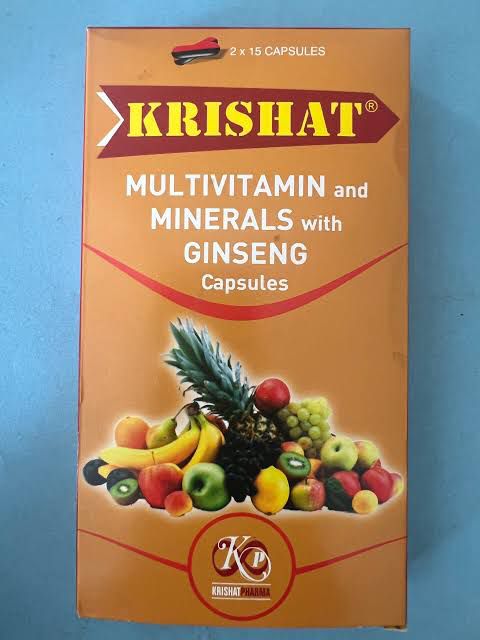 2 x 15 CAPSULES
KRISHAT®
MULTIVITAMIN and
MINERALS with
GINSENG
Capsules
KP
KRISHAT PHARMA